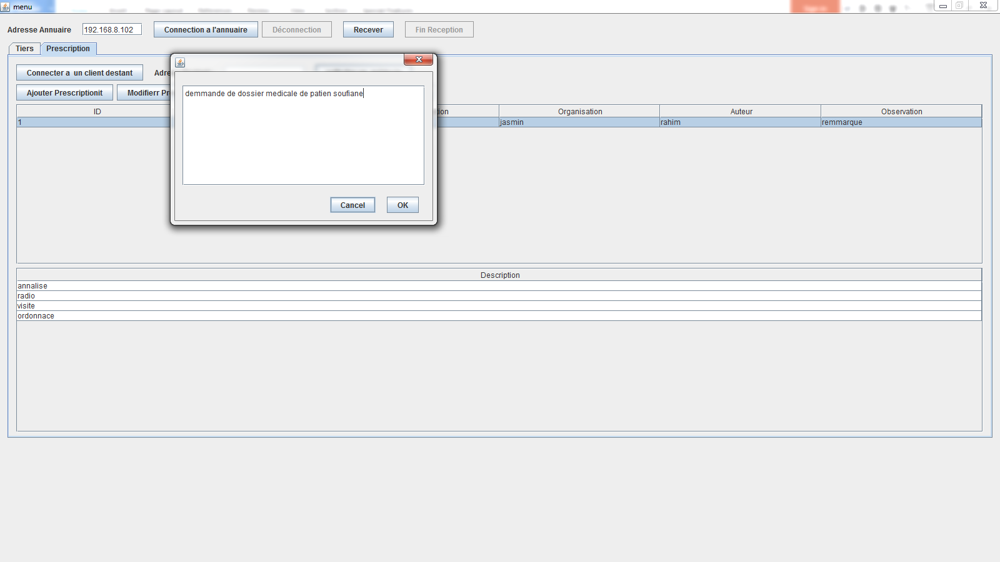 menu
Adresse Annuaire 192.168.8.102 Connection a l'annuaire Déconnection Recever Fin Reception
Tiers Prescription
Connecter a un client destant Adre
Ajouter Prescriptionit Modifierr Pr
demmande de dossier medicale de patien soufiane
Cancel OK
ID Organisation Auteur Observation
1 jasmin rahim remmarque
Description
annalise
radio
visite
ordonnace